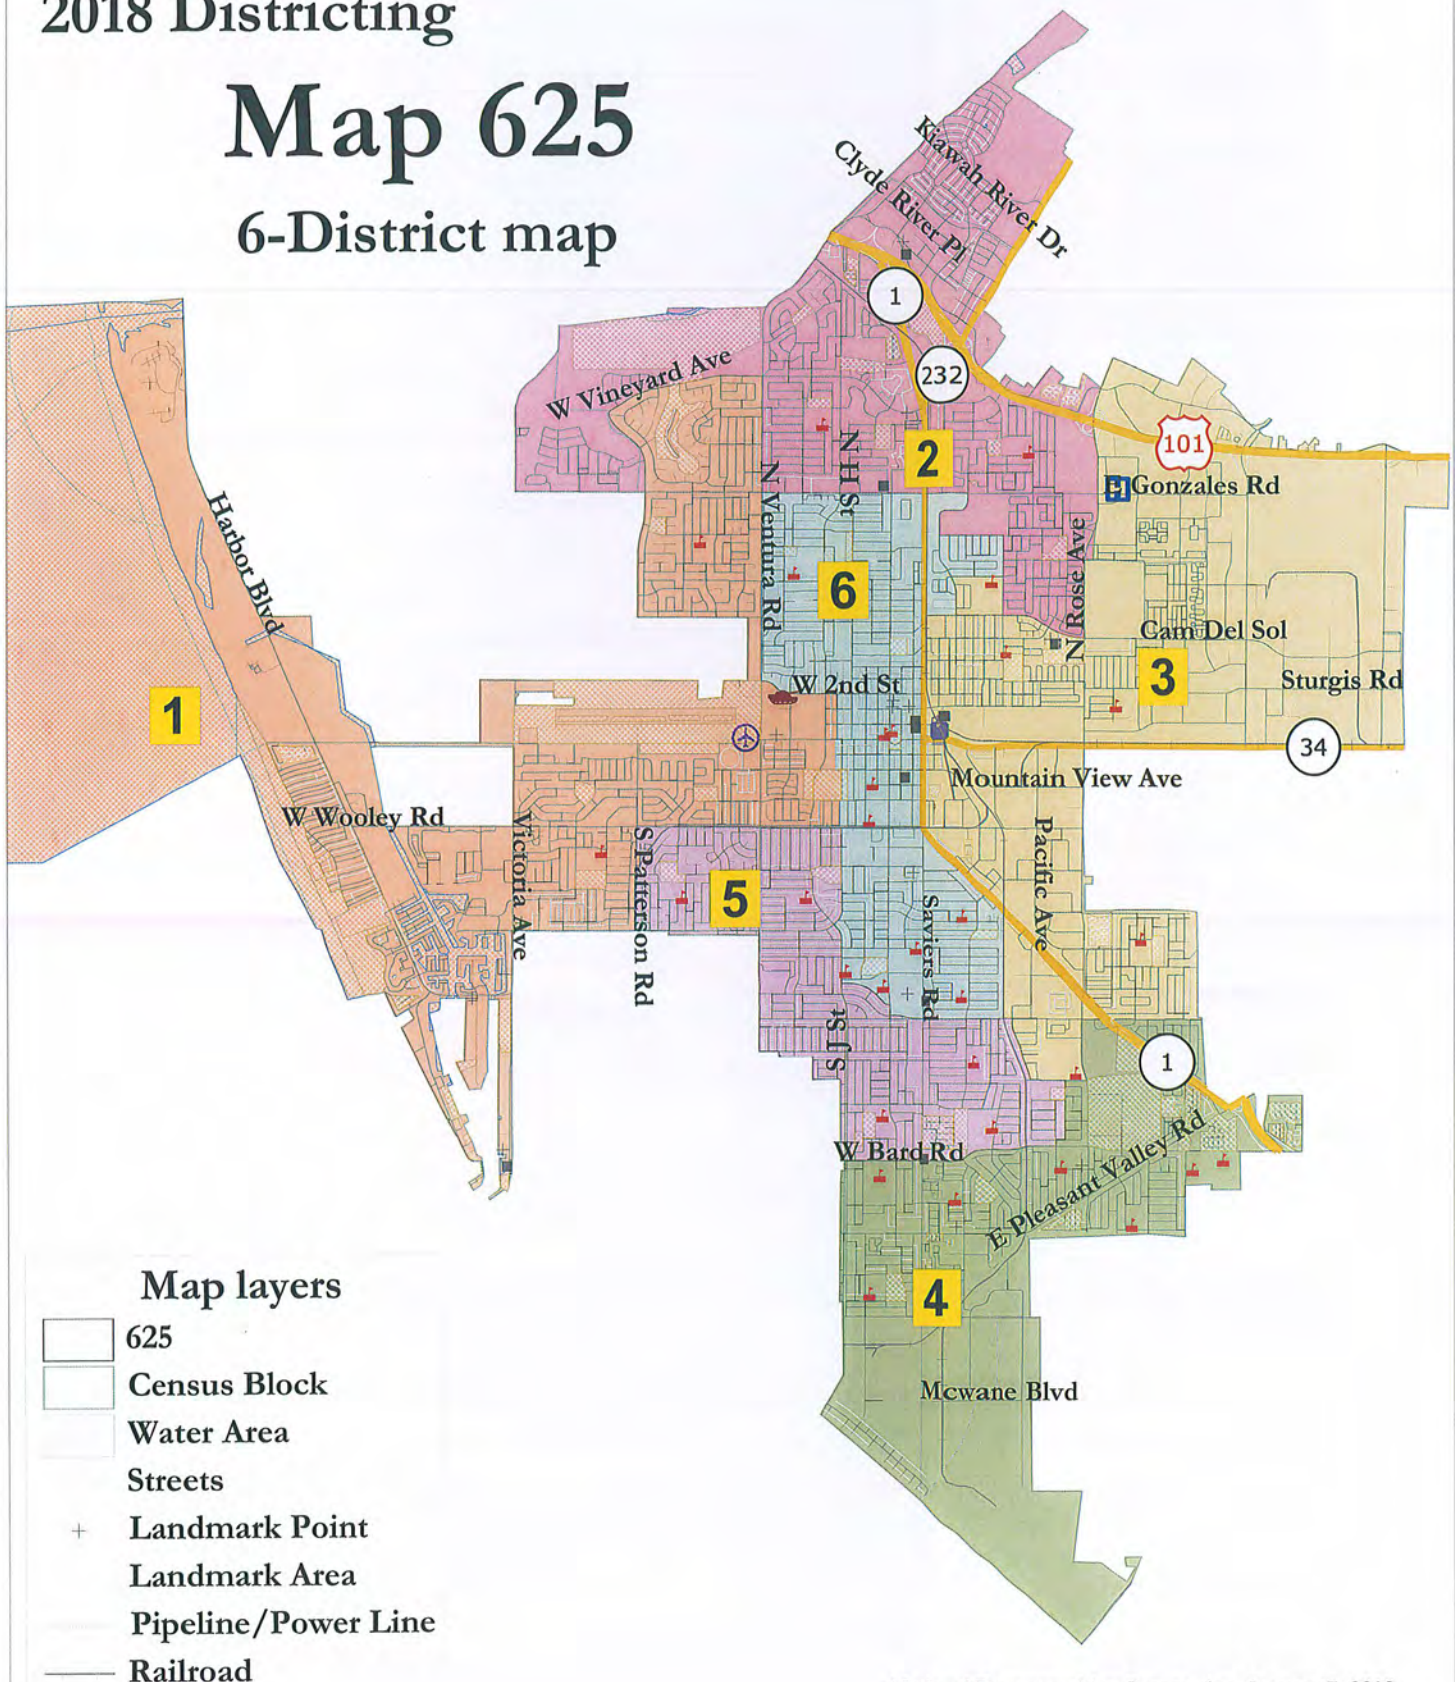 2018 Districting
Map 625
6-District map
Kiawah River Dr
Clyde River Pl
1
232
W Vineyard Ave
101
2
N H St
H
E Gonzales Rd
N Ventura Rd
Harbor Blvd
N Rose Ave
6
Cam Del Sol
3
Sturgis Rd
W 2nd St
1
34
Mountain View Ave
W Wooley Rd
Victoria Ave
S Patterson Rd
Pacific Ave
5
Saviers Rd
S J St
1
W Bard Rd
E Pleasant Valley Rd
4
Mcwane Blvd
Map layers
625
Census Block
Water Area
Streets
Landmark Point
Landmark Area
Pipeline/Power Line
Railroad